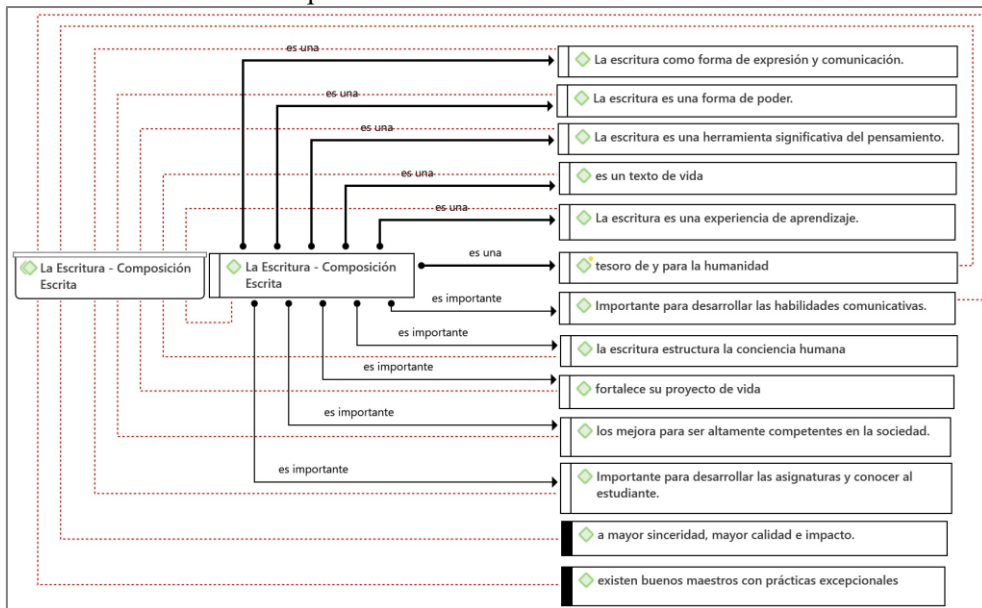 es una
La escritura como forma de expresión y comunicación.
es una
La escritura es una forma de poder.
es una
La escritura es una herramienta significativa del pensamiento.
es una
es un texto de vida
es una
La escritura es una experiencia de aprendizaje.
La Escritura - Composición
Escrita
La Escritura - Composición
Escrita
es una
tesoro de y para la humanidad
es importante
Importante para desarrollar las habilidades comunicativas.
es importante
la escritura estructura la conciencia humana
es importante
fortalece su proyecto de vida
es importante
los mejora para ser altamente competentes en la sociedad.
es importante
Importante para desarrollar las asignaturas y conocer al
estudiante.
a mayor sinceridad, mayor calidad e impacto.
existen buenos maestros con prácticas excepcionales